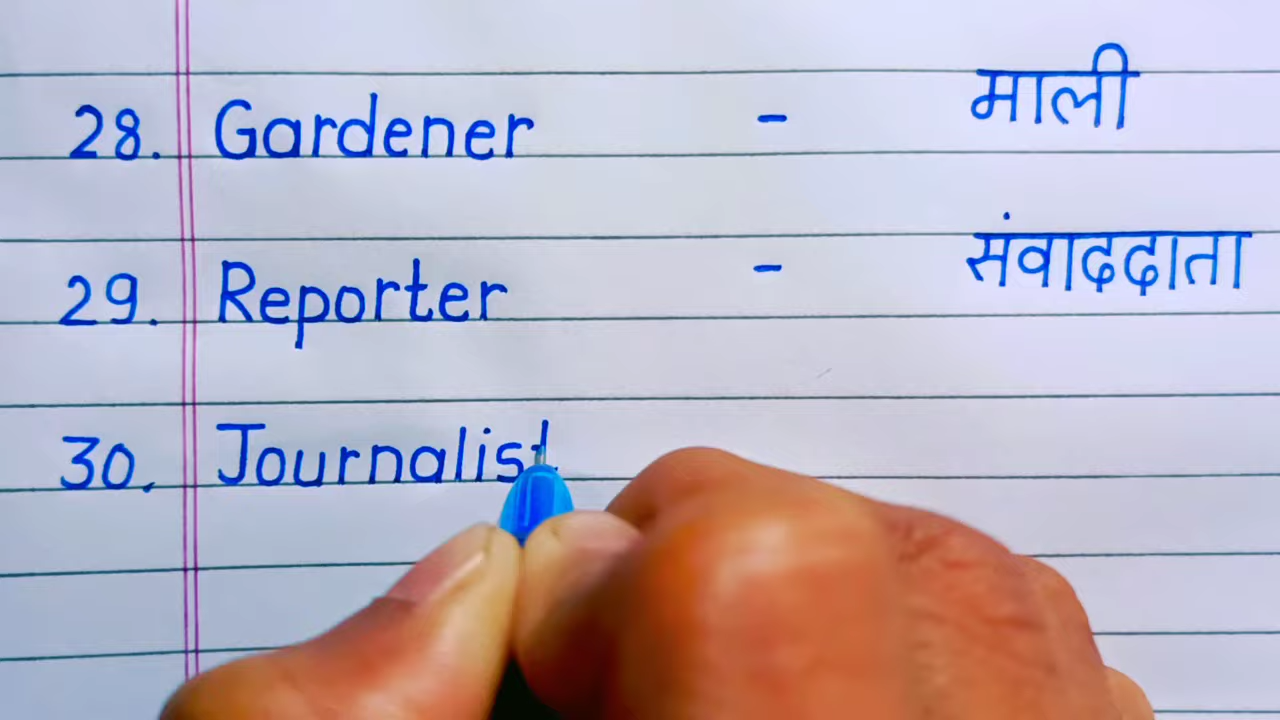 28. Gardener - माली
29. Reporter - संवाददाता
30. Journalist